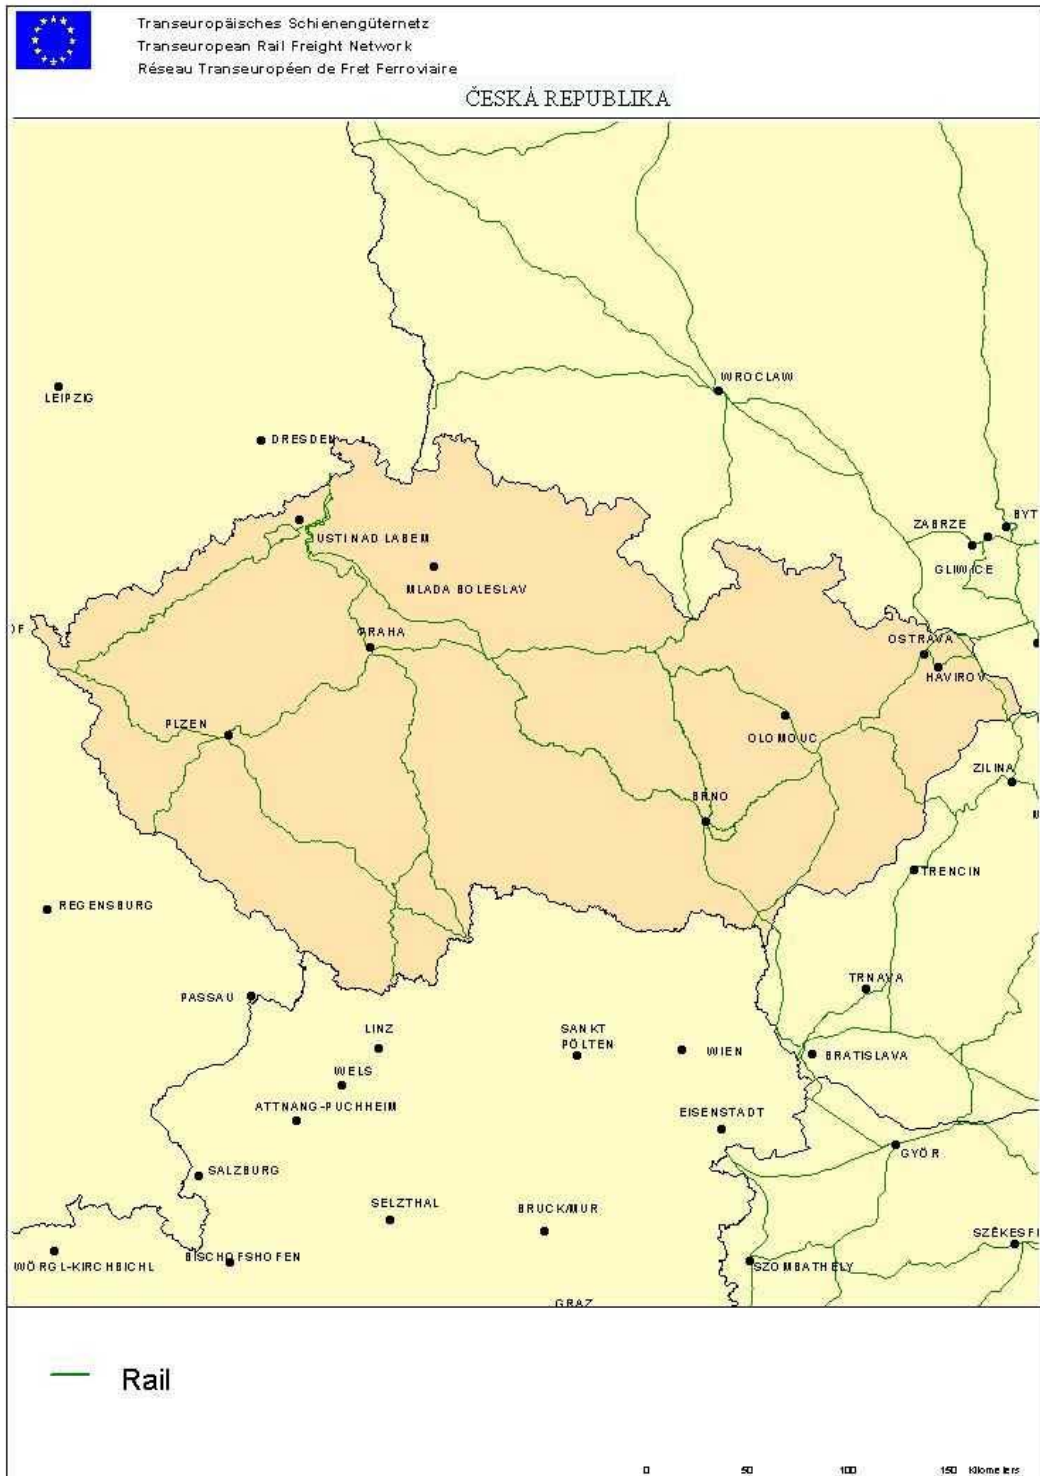 Transeuropäisches Schienengüternetz
Transeuropean Rail Freight Network
Réseau Transeuropéen de Fret Ferroviaire
ČESKÁ REPUBLIKA
WROCLAW
LEIPZIG
DRESDEN
BYT
ZABRZE
USTI NAD LABEM
GLIWICE
MLADA BOLESLAV
OF
PRAHA
OSTRAVA
HAVIROV
PLZEN
OLOMOUC
ZILINA
BRNO
TRENCIN
REGENSBURG
TRNAVA
PASSAU
LINZ
SANKT
PÖLTEN
WIEN
BRATISLAVA
WELS
ATTNANG-PUCHHEIM
EISENSTADT
GYÖR
SALZBURG
SELZTHAL
BRUCK/MUR
SZÉKESFE
BISCHOFSHOFEN
WÖRGL-KIRCHBICHL
SZOMBATHELY
GRAZ
Rail
0 50 100 150 Kilometers